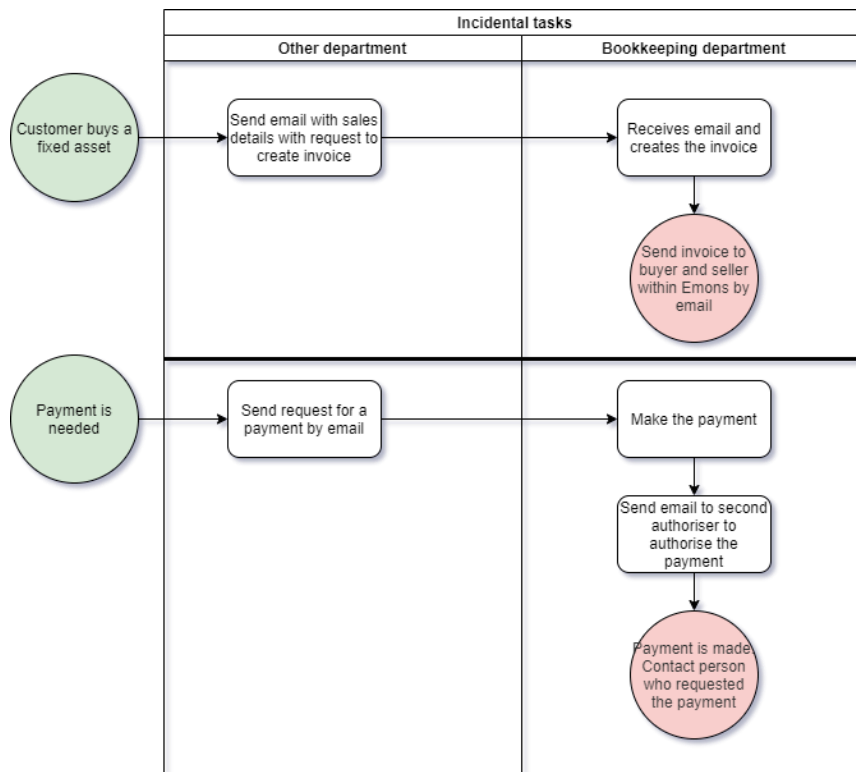 Incidental tasks
Other department
Bookkeeping department
Customer buys a
fixed asset
Send email with sales
details with request to
create invoice
Receives email and
creates the invoice
Send invoice to
buyer and seller
within Emons by
email
Payment is
needed
Send request for a
payment by email
Make the payment
Send email to second
authoriser to
authorise the
payment
Payment is made.
Contact person
who requested
the payment